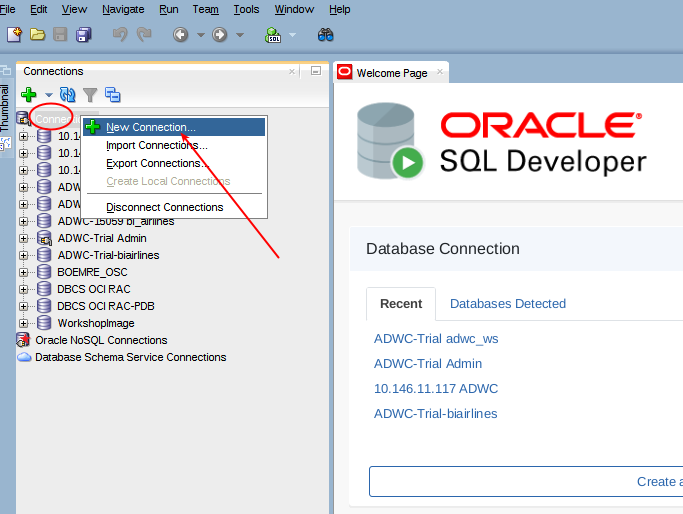 File Edit View Navigate Run Team Tools Window Help
SQL
Thumbnail
Connections
Welcome Page
New Connection...
10.14
Import Connections...
10.14
Export Connections...
10.14
Create Local Connections
ADW
ADW
Disconnect Connections
ADWC-15059 bi_airlines
ADWC-Trial Admin
ADWC-Trial-biairlines
BOEMRE_OSC
DBCS OCI RAC
DBCS OCI RAC-PDB
WorkshopImage
Oracle NoSQL Connections
Database Schema Service Connections
ORACLE®
SQL Developer
Database Connection
Recent Databases Detected
ADWC-Trial adwc_ws
ADWC-Trial Admin
10.146.11.117 ADWC
ADWC-Trial-biairlines
Create a